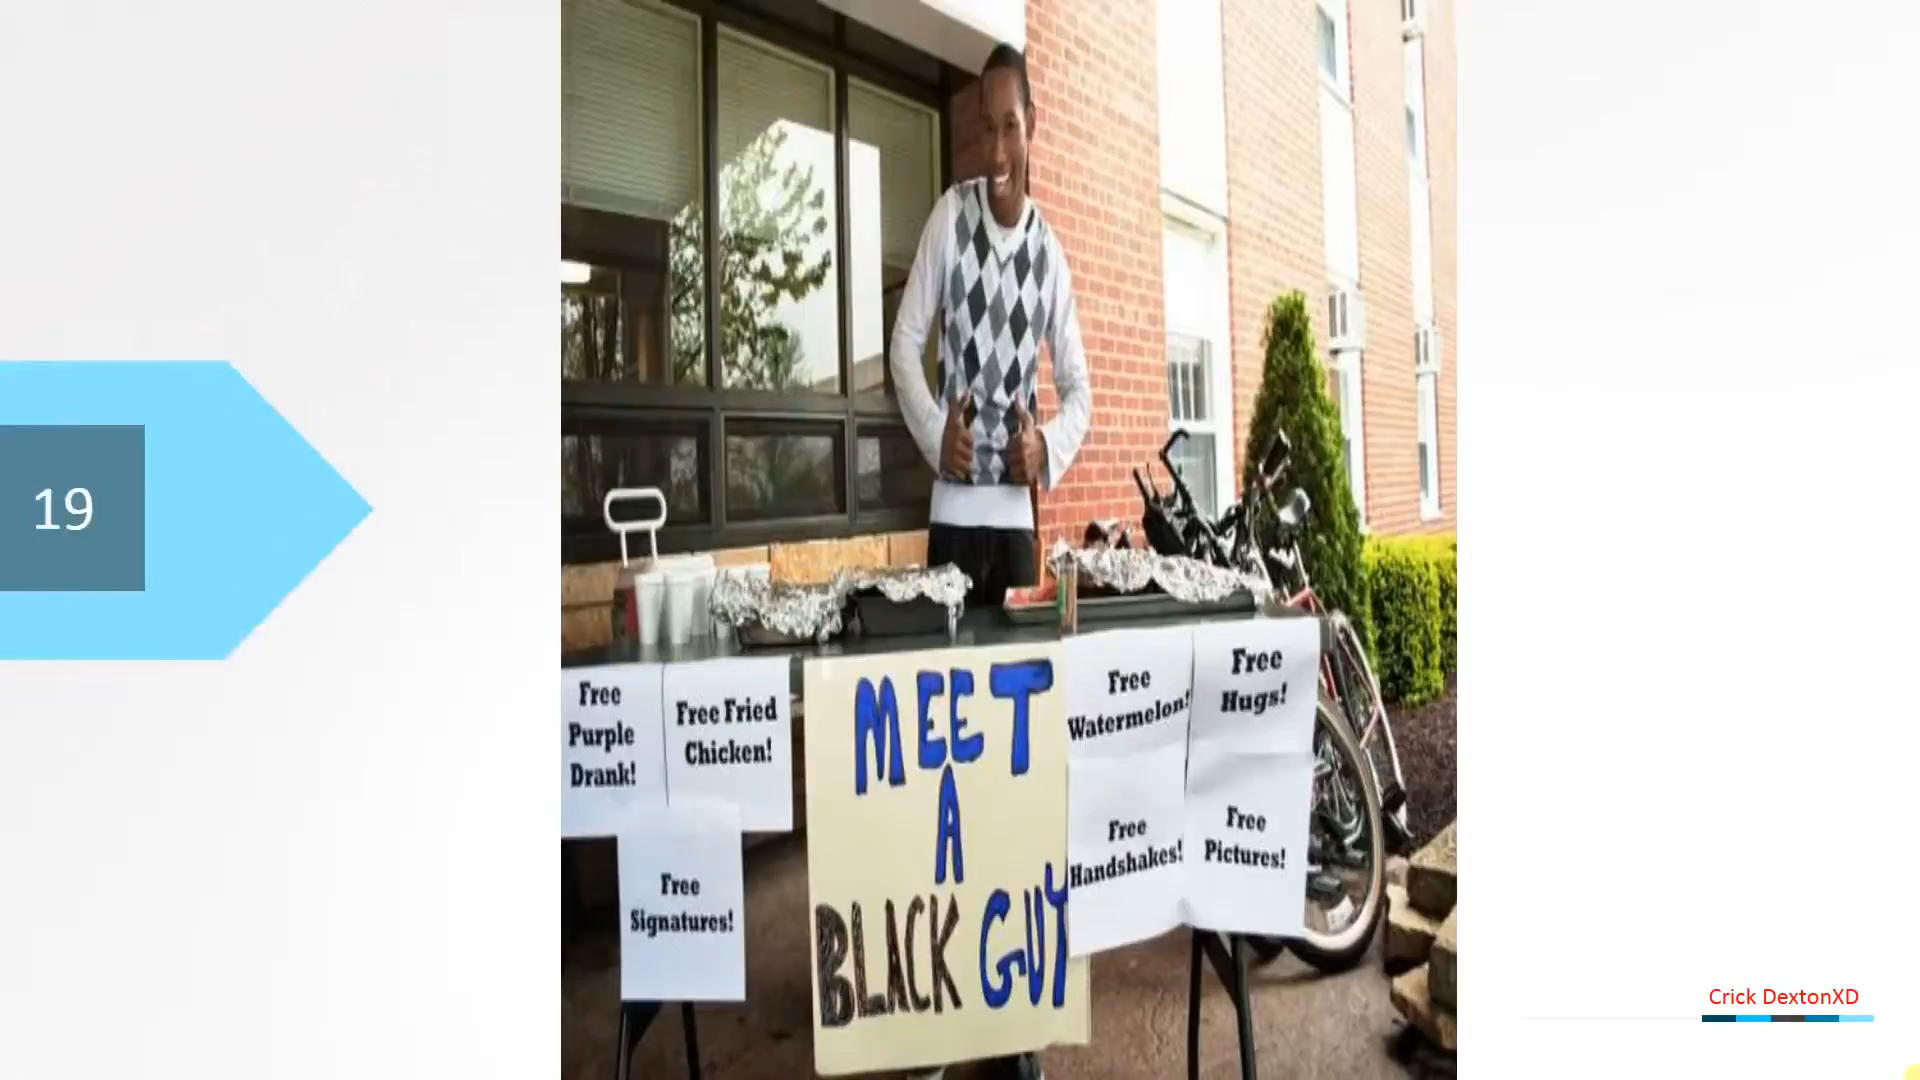 19
Free
Purple
Drank!
Free Fried
Chicken!
Free
Signatures!
MEET
A
BLACK GUY
Free
Watermelon!
Free
Hugs!
Free
Handshakes!
Free
Pictures!
Crick DextonXD